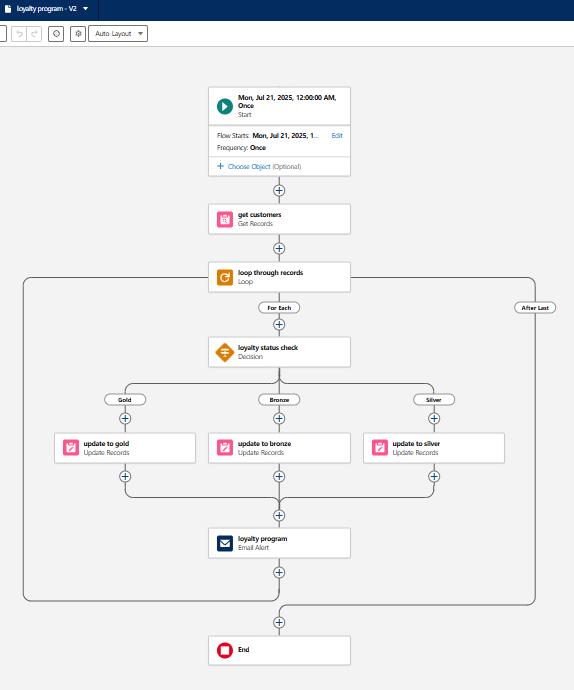 loyalty program - V2
Auto-Layout
Mon, Jul 21, 2025, 12:00:00 AM,
Once
Start
Flow Starts: Mon, Jul 21, 2025, 1... Edit
Frequency: Once
+ Choose Object (Optional)
get customers
Get Records
loop through records
Loop
For Each
After Last
loyalty status check
Decision
Gold
Bronze
Silver
update to gold
Update Records
update to bronze
Update Records
update to silver
Update Records
loyalty program
Email Alert
End